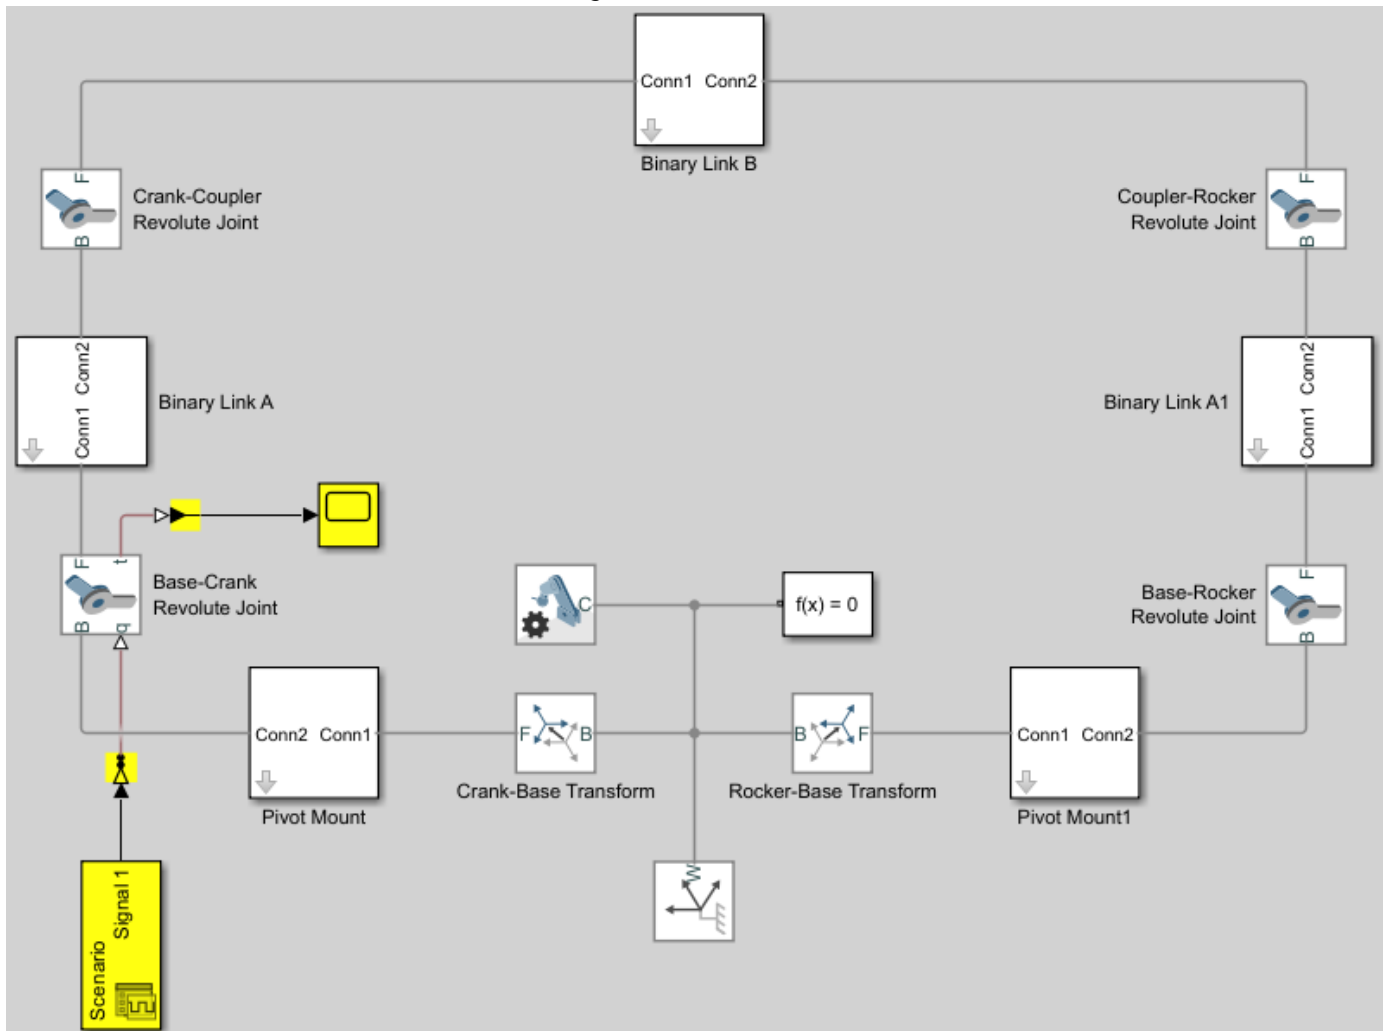 Conn1 Conn2
Binary Link B
F
Crank-Coupler
Revolute Joint
B
F
Coupler-Rocker
Revolute Joint
B
Conn2
Conn1
Binary Link A
Conn2
Conn1
Binary Link A1
F
t
Base-Crank
Revolute Joint
B
q
C
f(x) = 0
F
Base-Rocker
Revolute Joint
B
Conn2 Conn1
Pivot Mount
F
B
Crank-Base Transform
B
F
Rocker-Base Transform
Conn1 Conn2
Pivot Mount1
W
Signal 1
Scenario